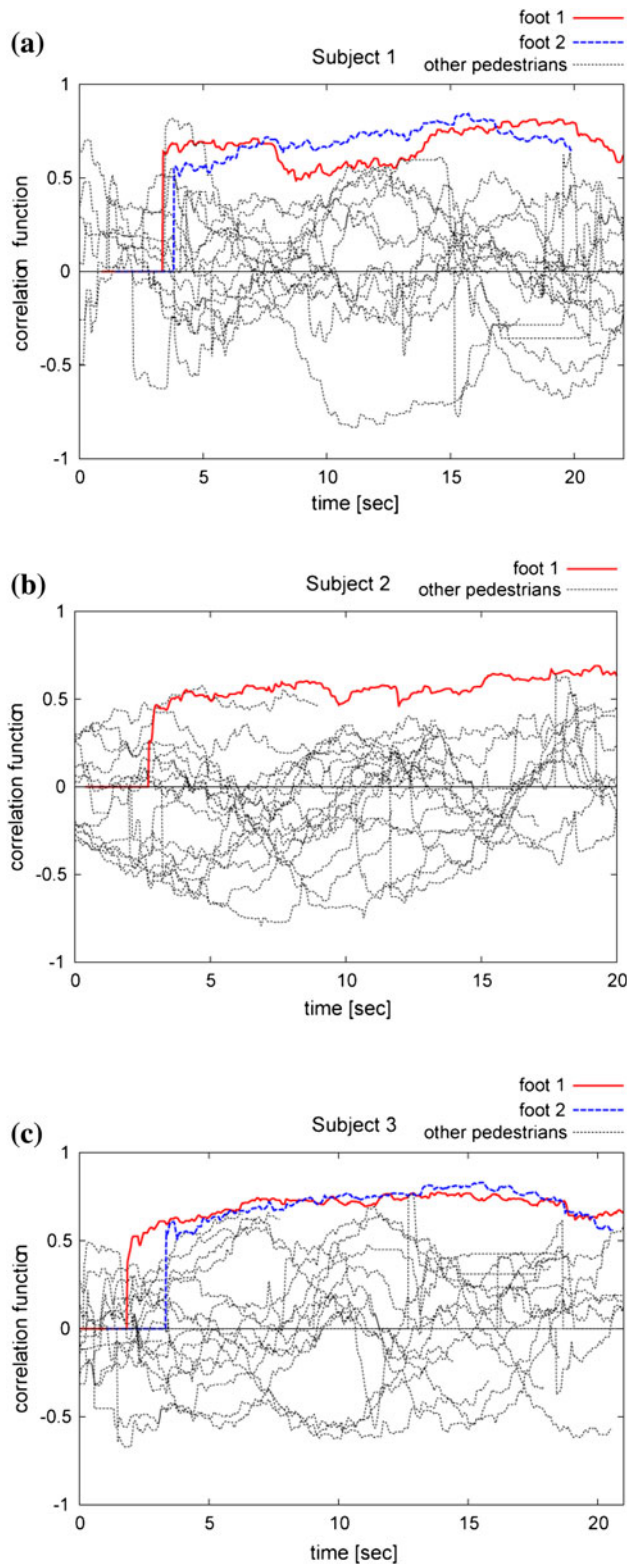 (a)
Subject 1
foot 1
foot 2
other pedestrians
1
0.5
0
-0.5
-1
correlation function
0 5 10 15 20
time [sec]
(b)
Subject 2
foot 1
other pedestrians
1
0.5
0
-0.5
-1
correlation function
0 5 10 15 20
time [sec]
(c)
Subject 3
foot 1
foot 2
other pedestrians
1
0.5
0
-0.5
-1
correlation function
0 5 10 15 20
time [sec]